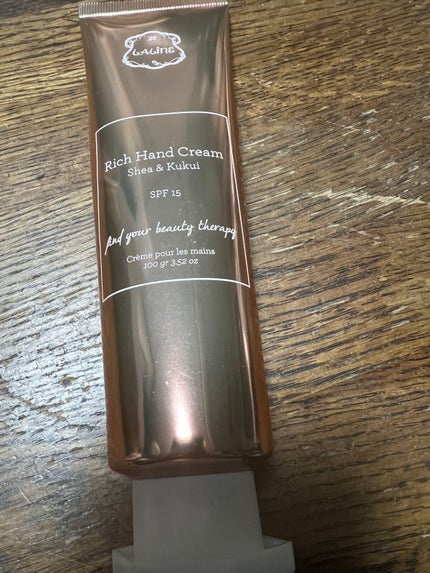 LALINE
Rich Hand Cream
Shea & Kukui
SPF 15
find your beauty therapy
Crème pour les mains
100 gr 3.52 oz